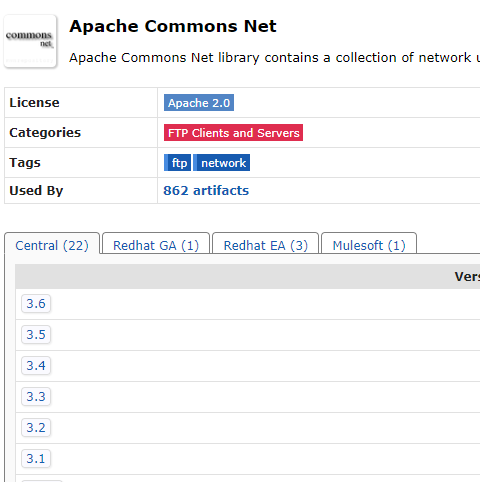 commons
net
Apache Commons Net
Apache Commons Net library contains a collection of network
License Apache 2.0
Categories FTP Clients and Servers
Tags ftp network
Used By 862 artifacts
Central (22) Redhat GA (1) Redhat EA (3) Mulesoft (1)
3.6
3.5
3.4
3.3
3.2
3.1